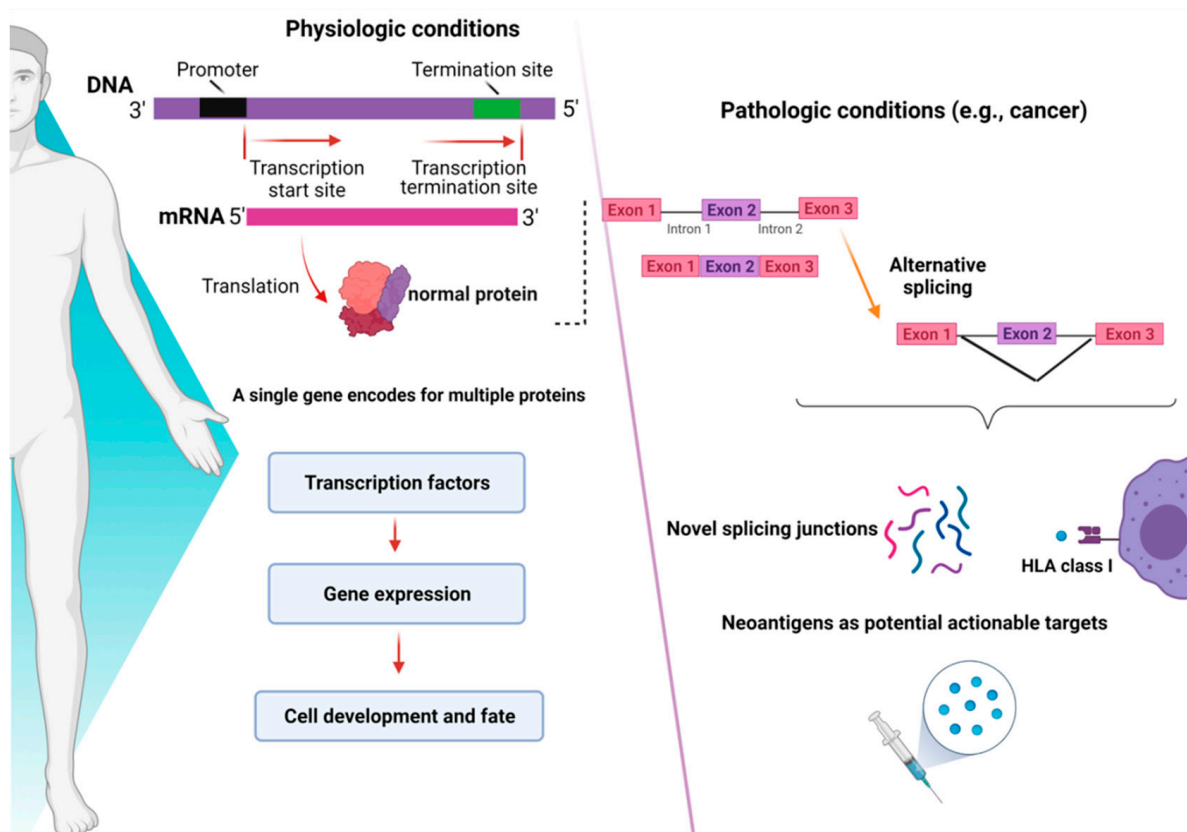 Physiologic conditions
Promoter
Termination site
DNA
3'
5'
Transcription
start site
Transcription
termination site
mRNA 5'
3'
Translation
normal protein
A single gene encodes for multiple proteins
Transcription factors
Gene expression
Cell development and fate
Pathologic conditions (e.g., cancer)
Exon 1
Exon 2
Exon 3
Intron 1
Intron 2
Exon 1
Exon 2
Exon 3
Alternative
splicing
Exon 1
Exon 2
Exon 3
Novel splicing junctions
HLA class I
Neoantigens as potential actionable targets